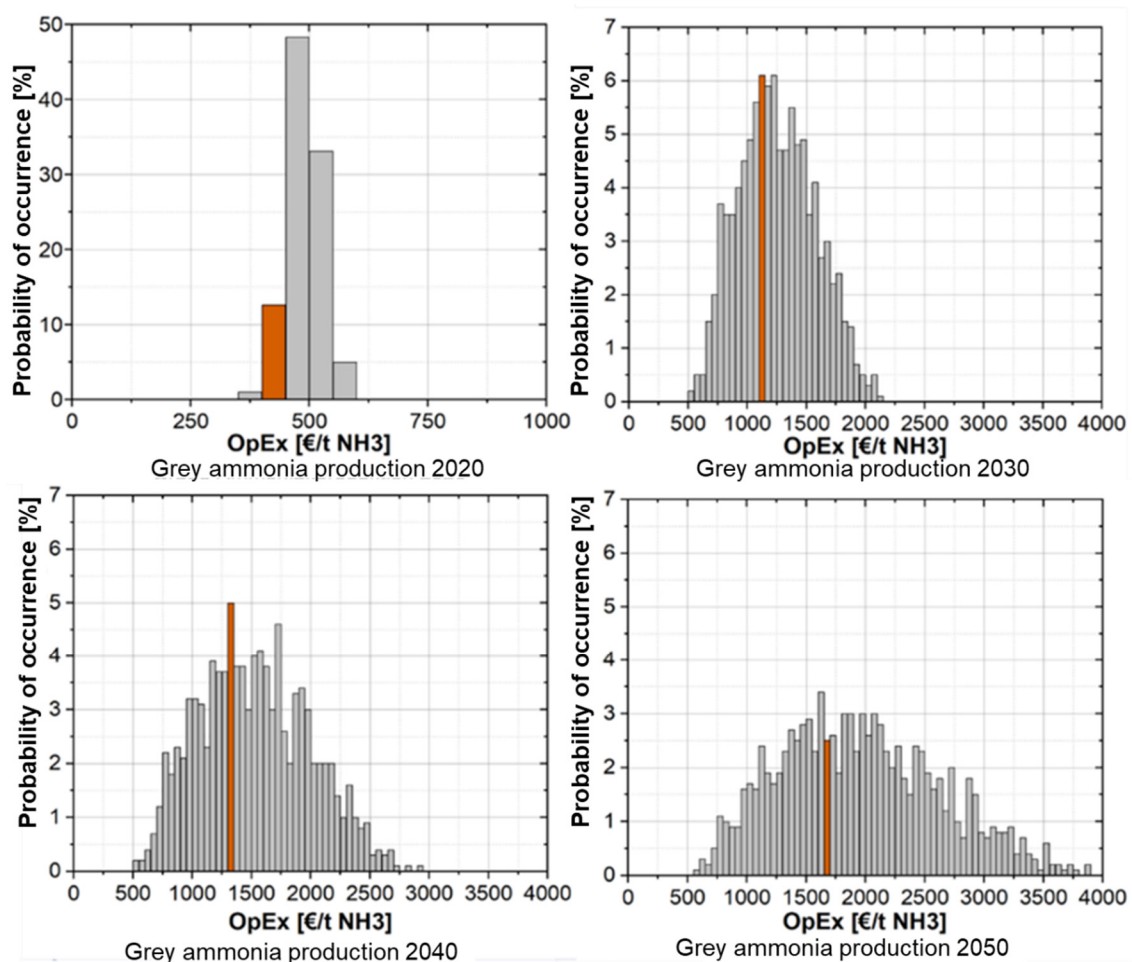 50
40
30
20
10
0
Probability of occurrence [%]
0 250 500 750 1000
OpEx [€/t NH3]
Grey ammonia production 2020
7
6
5
4
3
2
1
0
Probability of occurrence [%]
0 500 1000 1500 2000 2500 3000 3500 4000
OpEx [€/t NH3]
Grey ammonia production 2030
7
6
5
4
3
2
1
0
Probability of occurrence [%]
0 500 1000 1500 2000 2500 3000 3500 4000
OpEx [€/t NH3]
Grey ammonia production 2040
7
6
5
4
3
2
1
0
Probability of occurrence [%]
0 500 1000 1500 2000 2500 3000 3500 4000
OpEx [€/t NH3]
Grey ammonia production 2050